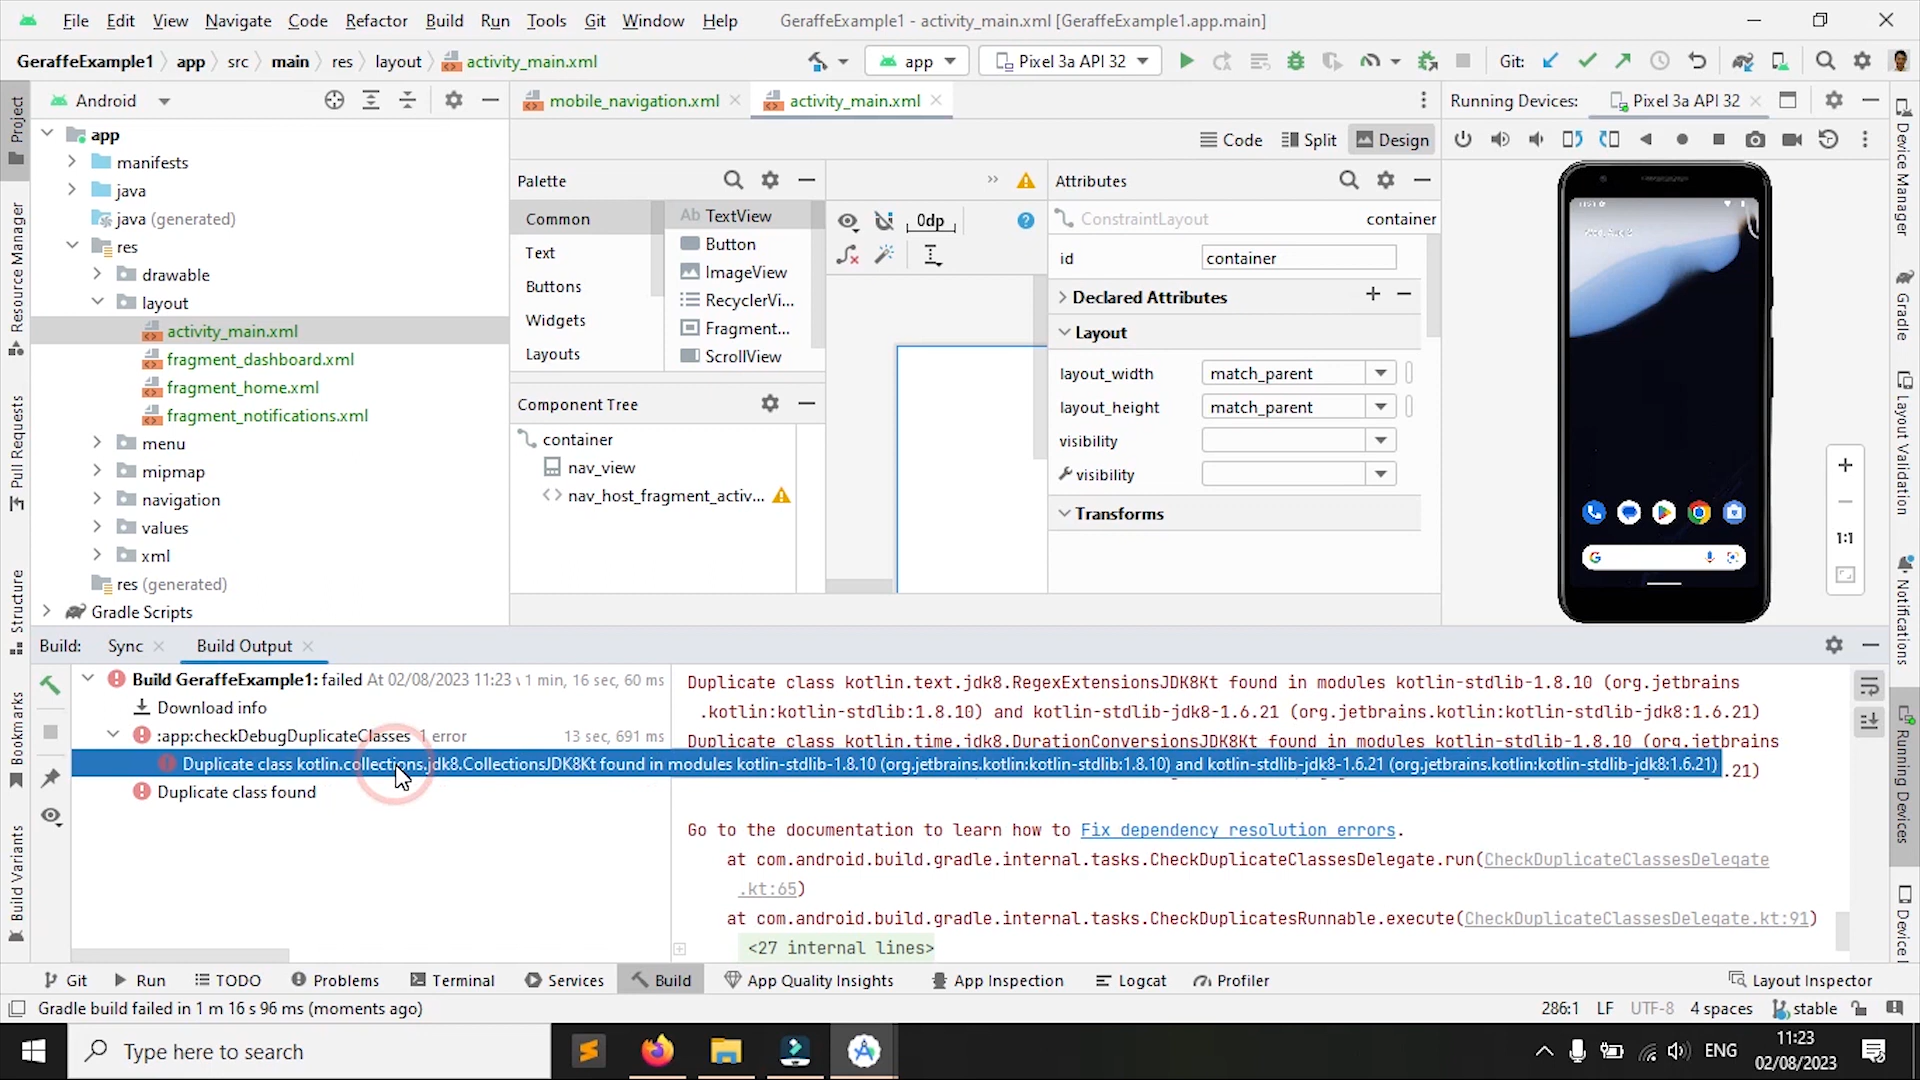 File Edit View Navigate Code Refactor Build Run Tools Git Window Help GeraffeExample1 - activity_main.xml [GeraffeExample1.app.main]
GeraffeExample1 app src main res layout activity_main.xml app Pixel 3a API 32 Git:
Android mobile_navigation.xml activity_main.xml Running Devices: Pixel 3a API 32
Code Split Design
Project
Resource Manager
Pull Requests
Structure
Bookmarks
Build Variants
app
manifests
java
java (generated)
res
drawable
layout
activity_main.xml
fragment_dashboard.xml
fragment_home.xml
fragment_notifications.xml
menu
mipmap
navigation
values
xml
res (generated)
Gradle Scripts
Palette
Common
Text
Buttons
Widgets
Layouts
Ab TextView
Button
ImageView
RecyclerVi...
Fragment...
ScrollView
Component Tree
container
nav_view
nav_host_fragment_activ...
0dp
Attributes
ConstraintLayout container
id container
Declared Attributes
Layout
layout_width match_parent
layout_height match_parent
visibility
visibility
Transforms
1:1
Device Manager
Gradle
Layout Validation
Notifications
Running Devices
Device
Build: Sync Build Output
Build GeraffeExample1: failed At 02/08/2023 11:23 1 min, 16 sec, 60 ms
Download info
:app:checkDebugDuplicateClasses 1 error 13 sec, 691 ms
Duplicate class kotlin.collections.jdk8.CollectionsJDK8Kt found in modules kotlin-stdlib-1.8.10 (org.jetbrains.kotlin:kotlin-stdlib:1.8.10) and kotlin-stdlib-jdk8-1.6.21 (org.jetbrains.kotlin:kotlin-stdlib-jdk8:1.6.21)
Duplicate class found
Duplicate class kotlin.text.jdk8.RegexExtensionsJDK8Kt found in modules kotlin-stdlib-1.8.10 (org.jetbrains
.kotlin:kotlin-stdlib:1.8.10) and kotlin-stdlib-jdk8-1.6.21 (org.jetbrains.kotlin:kotlin-stdlib-jdk8:1.6.21)
Duplicate class kotlin.time.jdk8.DurationConversionsJDK8Kt found in modules kotlin-stdlib-1.8.10 (org.jetbrains
.21)
Go to the documentation to learn how to Fix dependency resolution errors.
at com.android.build.gradle.internal.tasks.CheckDuplicateClassesDelegate.run(CheckDuplicateClassesDelegate
.kt:65)
at com.android.build.gradle.internal.tasks.CheckDuplicatesRunnable.execute(CheckDuplicateClassesDelegate.kt:91)
<27 internal lines>
Git Run TODO Problems Terminal Services Build App Quality Insights App Inspection Logcat Profiler Layout Inspector
Gradle build failed in 1 m 16 s 96 ms (moments ago) 286:1 LF UTF-8 4 spaces stable
Type here to search ENG 11:23
02/08/2023